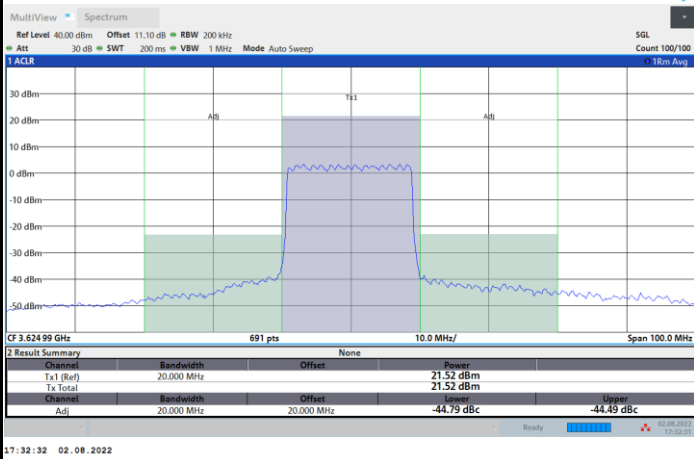 MultiView Spectrum
Ref Level 40.00 dBm Offset 11.10 dB RBW 200 kHz SGL
Att 30 dB SWT 200 ms VBW 1 MHz Mode Auto Sweep Count 100/100
1 ACLR 1Rm Avg
30 dBm
Tx1
20 dBm
Adj Adj
10 dBm
0 dBm
-10 dBm
-20 dBm
-30 dBm
-40 dBm
-50 dBm
CF 3.624 99 GHz 691 pts 10.0 MHz/ Span 100.0 MHz
2 Result Summary None
Channel Bandwidth Offset Power
Tx1 (Ref) 20.000 MHz 21.52 dBm
Tx Total 21.52 dBm
Channel Bandwidth Offset Lower Upper
Adj 20.000 MHz 20.000 MHz -44.79 dBc -44.49 dBc
Ready 02.08.2022
17:32:31
17:32:32 02.08.2022